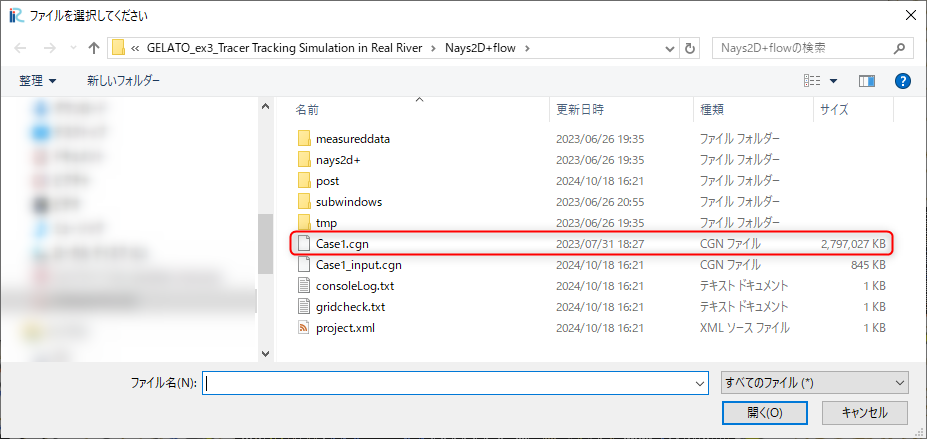 ファイルを選択してください
« GELATO_ex3_Tracer Tracking Simulation in Real River > Nays2D+flow >
Nays2D+flowの検索
整理 新しいフォルダー
名前 更新日時 種類 サイズ
measureddata 2023/06/26 19:35 ファイル フォルダー
nays2d+ 2023/06/26 19:35 ファイル フォルダー
post 2024/10/18 16:21 ファイル フォルダー
subwindows 2023/06/26 20:55 ファイル フォルダー
tmp 2023/06/26 19:35 ファイル フォルダー
Case1.cgn 2023/07/31 18:27 CGN ファイル 2,797,027 KB
Case1_input.cgn 2024/10/18 16:21 CGN ファイル 845 KB
consoleLog.txt 2024/10/18 16:21 テキスト ドキュメント 1 KB
gridcheck.txt 2024/10/18 16:21 テキスト ドキュメント 1 KB
project.xml 2024/10/18 16:21 XML ソース ファイル 1 KB
ファイル名(N): すべてのファイル (*)
開く(O) キャンセル